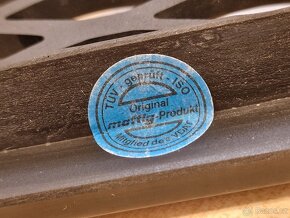 TÜV · geprüft · ISO
Original
mattig
Produkt
Mitglied des VDAT